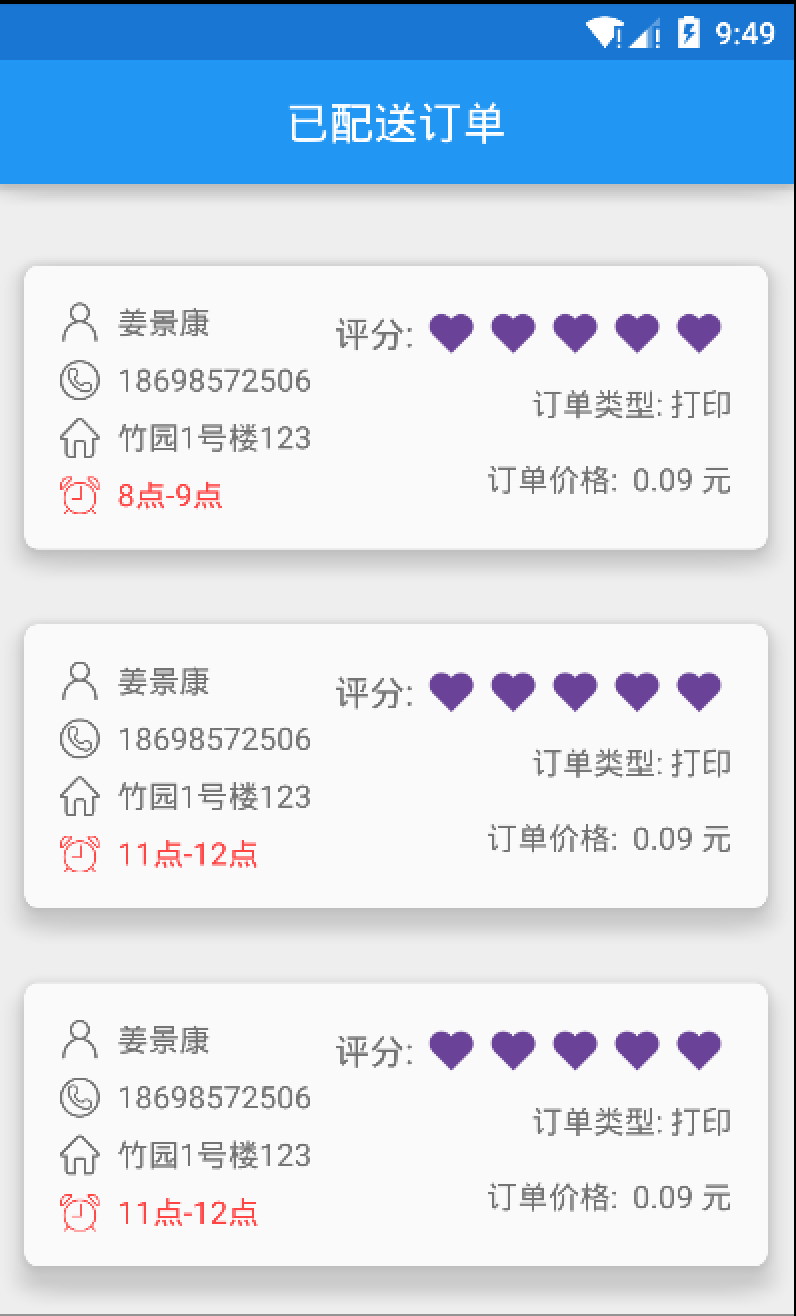 9:49
已配送订单
姜景康
评分:
18698572506
订单类型: 打印
竹园1号楼123
订单价格: 0.09 元
8点-9点
姜景康
评分:
18698572506
订单类型: 打印
竹园1号楼123
订单价格: 0.09 元
11点-12点
姜景康
评分:
18698572506
订单类型: 打印
竹园1号楼123
订单价格: 0.09 元
11点-12点